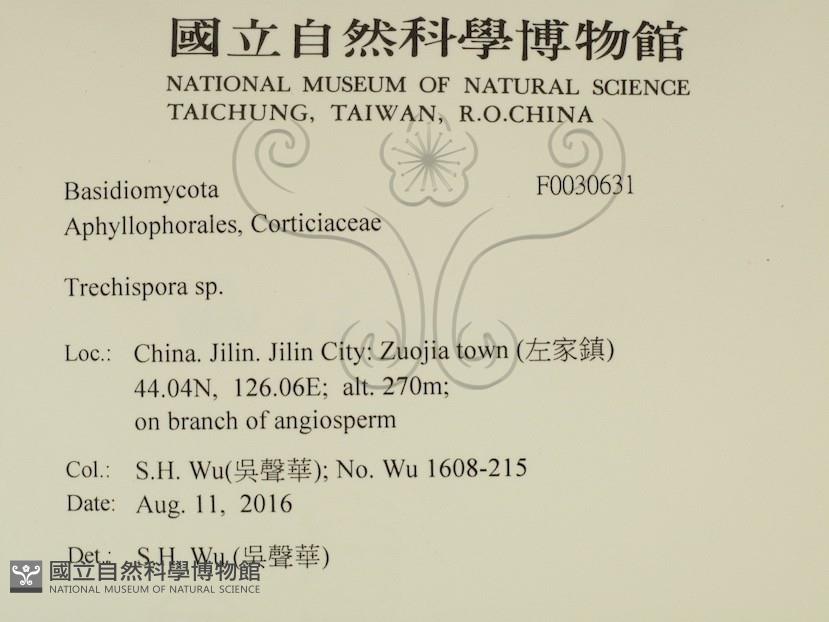 國立自然科學博物館
NATIONAL MUSEUM OF NATURAL SCIENCE
TAICHUNG, TAIWAN, R.O.CHINA
Basidiomycota F0030631
Aphyllophorales, Corticiaceae
Trechispora sp.
Loc.: China. Jilin. Jilin City: Zuojia town (左家鎮)
44.04N, 126.06E; alt. 270m;
on branch of angiosperm
Col.: S.H. Wu(吳聲華); No. Wu 1608-215
Date: Aug. 11, 2016
Det.: S.H. Wu (吳聲華)
國立自然科學博物館
NATIONAL MUSEUM OF NATURAL SCIENCE